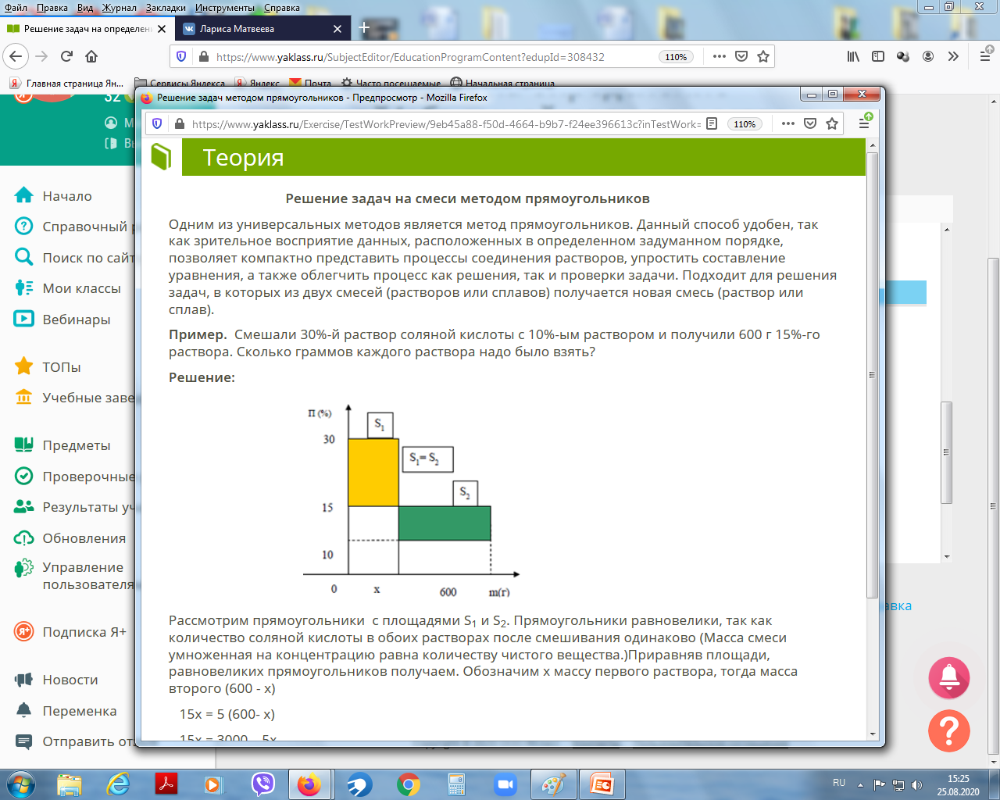 Файл Правка Вид Журнал Закладки Инструменты Справка
Решение задач на определен
Лариса Матвеева
https://www.yaklass.ru/SubjectEditor/EducationProgramContent?edupId=308432
110%
Главная страница Ян...
Сервисы Яндекса
Яндекс
Почта
Часто посещаемые
Начальная страница
32
Решение задач методом прямоугольников - Предпросмотр - Mozilla Firefox
https://www.yaklass.ru/Exercise/TestWorkPreview/9eb45a88-f50d-4664-b9b7-f24ee396613c?inTestWork=
110%
Начало
Справочный
Поиск по сайт
Мои классы
Вебинары
ТОПы
Учебные заве
Предметы
Проверочные
Результаты уч
Обновления
Управление
пользователя
Подписка Я+
Новости
Переменка
Отправить от
Теория
Решение задач на смеси методом прямоугольников
Одним из универсальных методов является метод прямоугольников. Данный способ удобен, так
как зрительное восприятие данных, расположенных в определенном задуманном порядке,
позволяет компактно представить процессы соединения растворов, упростить составление
уравнения, а также облегчить процесс как решения, так и проверки задачи. Подходит для решения
задач, в которых из двух смесей (растворов или сплавов) получается новая смесь (раствор или
сплав).
Пример. Смешали 30%-й раствор соляной кислоты с 10%-ым раствором и получили 600 г 15%-го
раствора. Сколько граммов каждого раствора надо было взять?
Решение:
П (%)
S1
30
S1= S2
S2
15
10
0 x 600 m(г)
Рассмотрим прямоугольники с площадями S1 и S2. Прямоугольники равновелики, так как
количество соляной кислоты в обоих растворах после смешивания одинаково (Масса смеси
умноженная на концентрацию равна количеству чистого вещества.)Приравняв площади,
равновеликих прямоугольников получаем. Обозначим х массу первого раствора, тогда масса
второго (600 - х)
15х = 5 (600- х)
15х = 3000 - 5х
авка
RU
15:25
25.08.2020